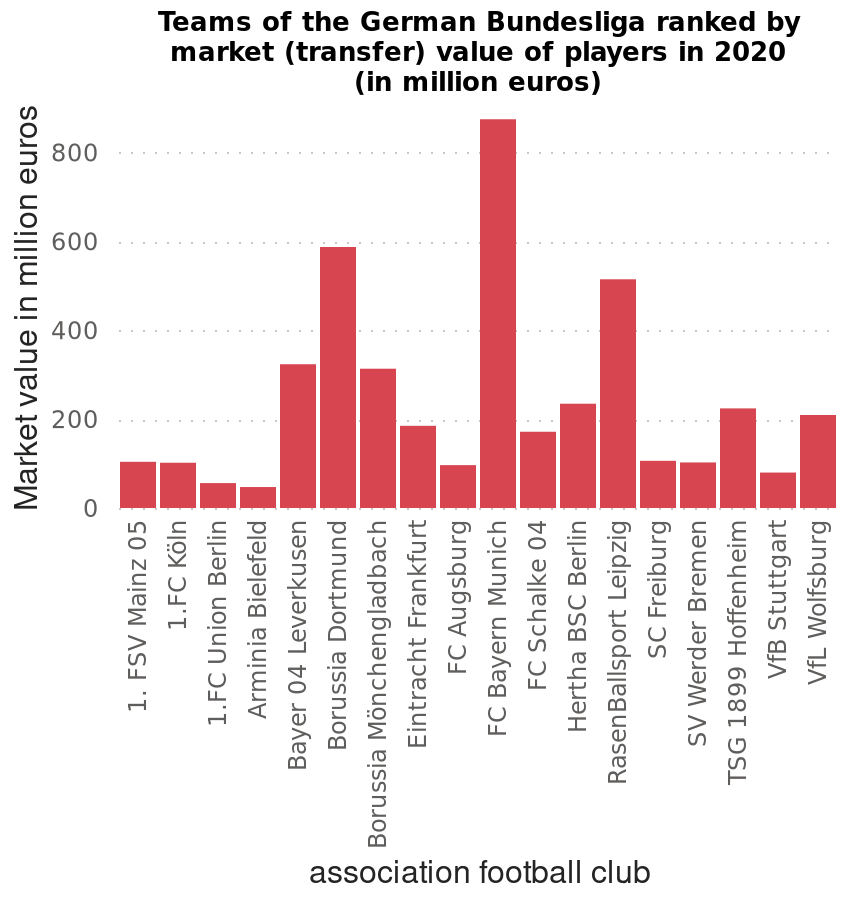 Teams of the German Bundesliga ranked by
market (transfer) value of players in 2020
(in million euros)
Market value in million euros
800
600
400
200
0
1. FSV Mainz 05
1.FC Köln
1.FC Union Berlin
Arminia Bielefeld
Bayer 04 Leverkusen
Borussia Dortmund
Borussia Mönchengladbach
Eintracht Frankfurt
FC Augsburg
FC Bayern Munich
FC Schalke 04
Hertha BSC Berlin
RasenBallsport Leipzig
SC Freiburg
SV Werder Bremen
TSG 1899 Hoffenheim
VfB Stuttgart
VfL Wolfsburg
association football club